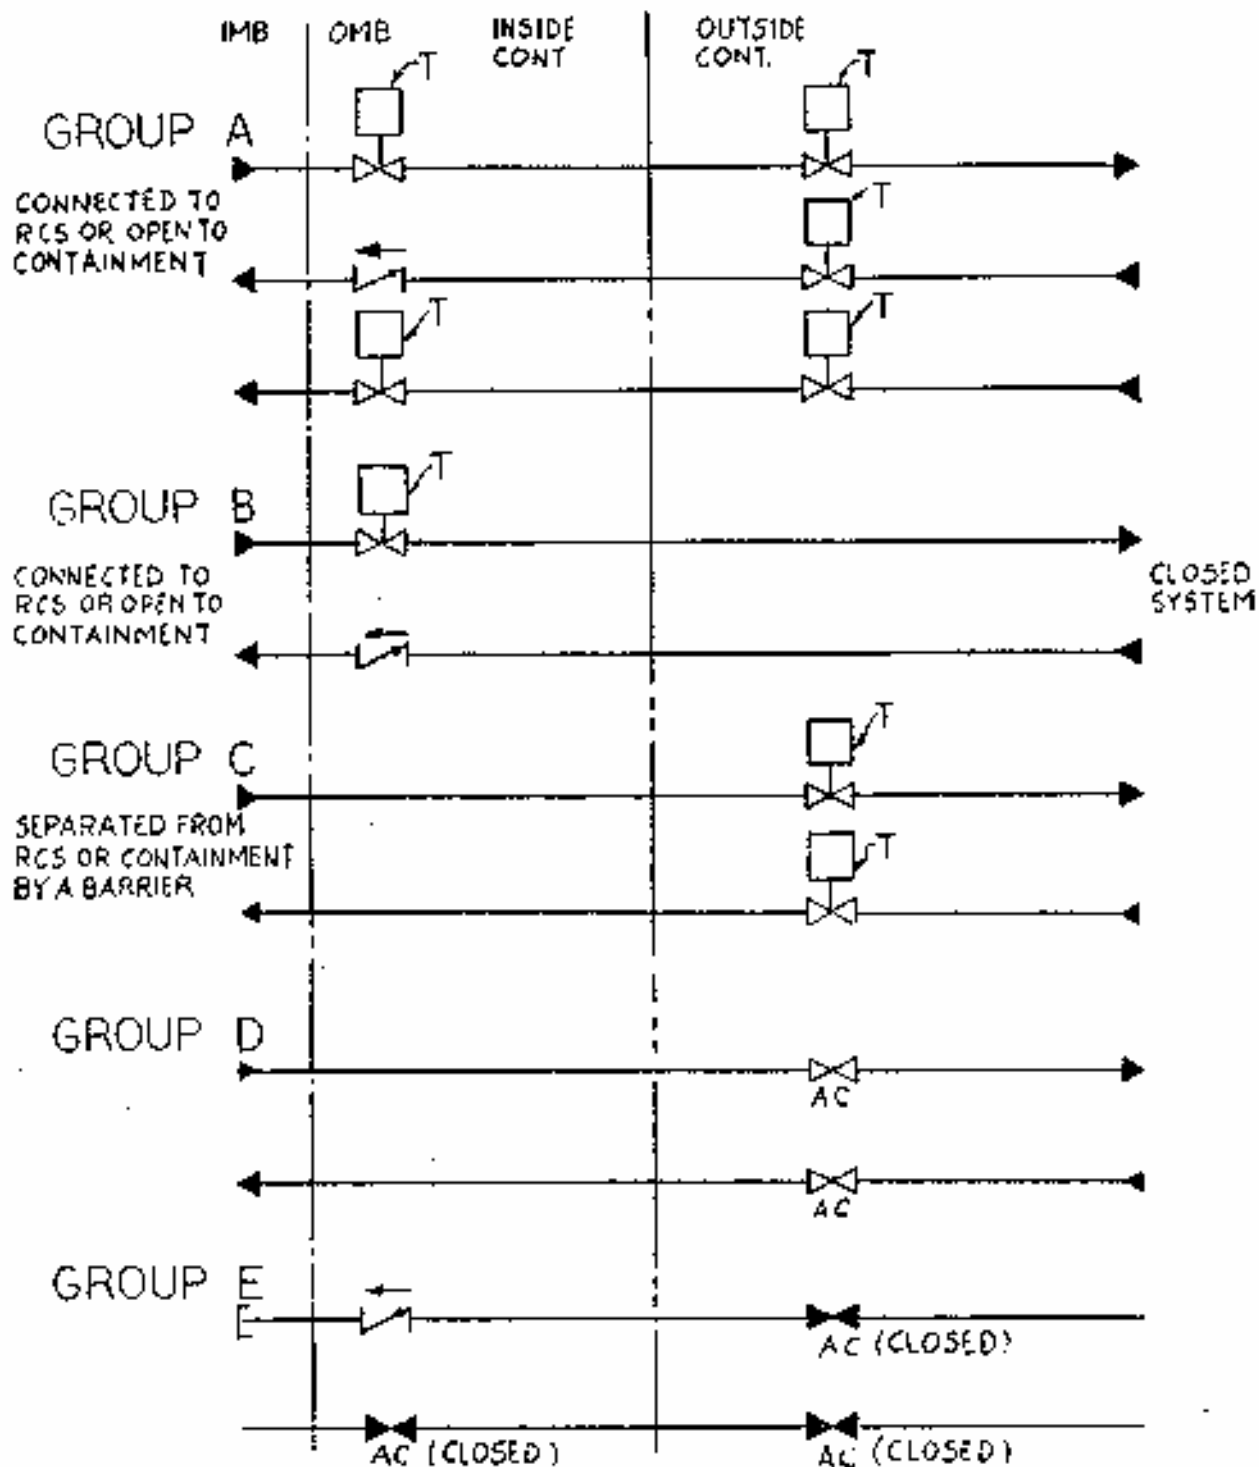 IMB
OMB
INSIDE
CONT
OUTSIDE
CONT.
T
T
GROUP A
CONNECTED TO
RCS OR OPEN TO
CONTAINMENT
T
T
T
GROUP B
T
CONNECTED TO
RCS OR OPEN TO
CONTAINMENT
CLOSED
SYSTEM
GROUP C
T
SEPARATED FROM
RCS OR CONTAINMENT
BY A BARRIER
T
GROUP D
AC
AC
GROUP E
AC (CLOSED)
AC (CLOSED)
AC (CLOSED)